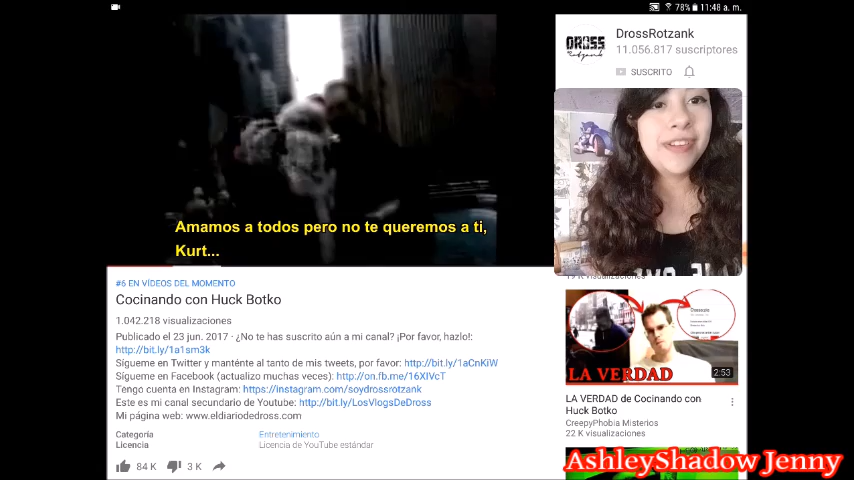 78% 11:48 a. m.
DROSS
DrossRotzank
11.056.817 suscriptores
SUSCRITO
Amamos a todos pero no te queremos a ti,
Kurt...
#6 EN VÍDEOS DEL MOMENTO
Cocinando con Huck Botko
1.042.218 visualizaciones
Publicado el 23 jun. 2017 · ¿No te has suscrito aún a mi canal? ¡Por favor, hazlo!:
http://bit.ly/1a1sm3k
Sígueme en Twitter y manténte al tanto de mis tweets, por favor: http://bit.ly/1aCnKiW
Sígueme en Facebook (actualizo muchas veces): http://on.fb.me/16XIVcT
Tengo cuenta en Instagram: https://instagram.com/soydrossrotzank
Este es mi canal secundario de Youtube: http://bit.ly/LosVlogsDeDross
Mi página web: www.eldiariodedross.com
Categoría Entretenimiento
Licencia Licencia de YouTube estándar
84 K 3 K
visualizaciones
LA VERDAD
2:53
LA VERDAD de Cocinando con
Huck Botko
CreepyPhobia Misterios
22 K visualizaciones
AshleyShadow Jenny